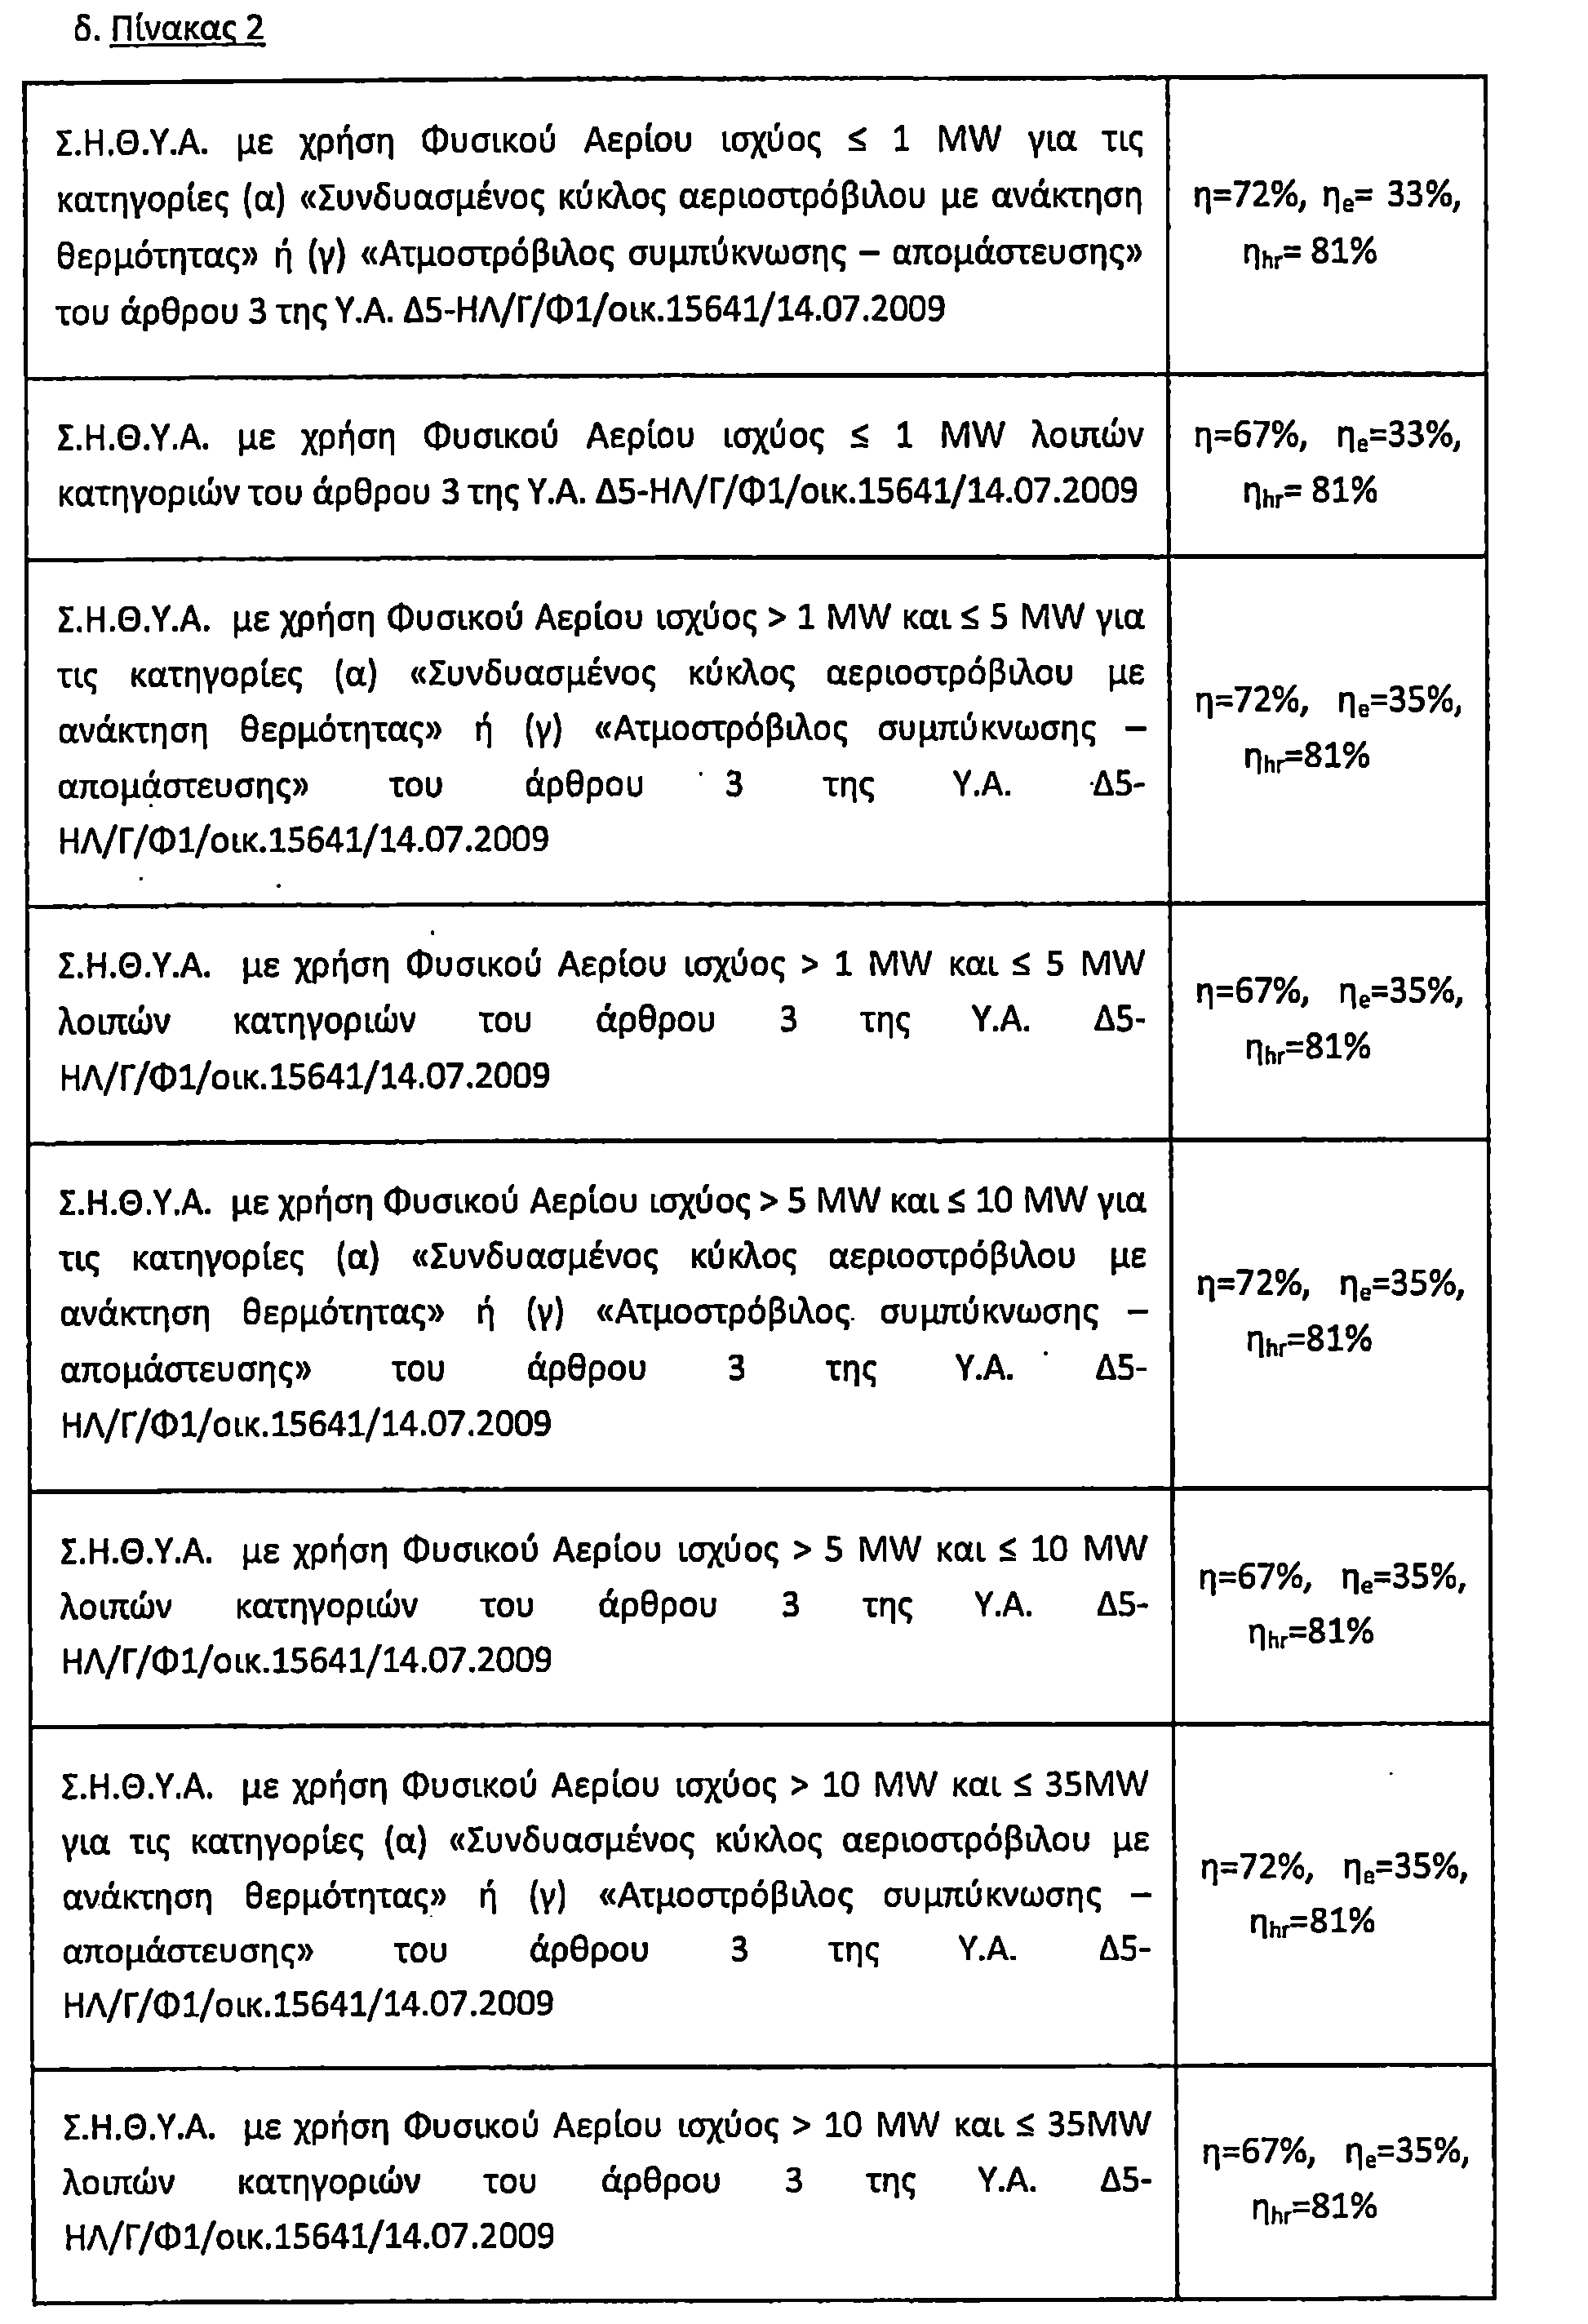 δ. Πίνακας 2
Σ.Η.Θ.Υ.Α. με χρήση Φυσικού Αερίου ισχύος ≤ 1 MW για τις
κατηγορίες (α) «Συνδυασμένος κύκλος αεριοστρόβιλου με ανάκτηση
θερμότητας» ή (γ) «Ατμοστρόβιλος συμπύκνωσης – απομάστευσης»
του άρθρου 3 της Υ.Α. Δ5-ΗΛ/Γ/Φ1/οικ.15641/14.07.2009
η=72%, ηe= 33%,
ηhr= 81%
Σ.Η.Θ.Υ.Α. με χρήση Φυσικού Αερίου ισχύος ≤ 1 MW λοιπών
κατηγοριών του άρθρου 3 της Υ.Α. Δ5-ΗΛ/Γ/Φ1/οικ.15641/14.07.2009
η=67%, ηe=33%,
ηhr= 81%
Σ.Η.Θ.Υ.Α. με χρήση Φυσικού Αερίου ισχύος > 1 MW και ≤ 5 MW για
τις κατηγορίες (α) «Συνδυασμένος κύκλος αεριοστρόβιλου με
ανάκτηση θερμότητας» ή (γ) «Ατμοστρόβιλος συμπύκνωσης –
απομάστευσης» του άρθρου 3 της Υ.Α. Δ5-
ΗΛ/Γ/Φ1/οικ.15641/14.07.2009
η=72%, ηe=35%,
ηhr=81%
Σ.Η.Θ.Υ.Α. με χρήση Φυσικού Αερίου ισχύος > 1 MW και ≤ 5 MW
λοιπών κατηγοριών του άρθρου 3 της Υ.Α. Δ5-
ΗΛ/Γ/Φ1/οικ.15641/14.07.2009
η=67%, ηe=35%,
ηhr=81%
Σ.Η.Θ.Υ.Α. με χρήση Φυσικού Αερίου ισχύος > 5 MW και ≤ 10 MW για
τις κατηγορίες (α) «Συνδυασμένος κύκλος αεριοστρόβιλου με
ανάκτηση θερμότητας» ή (γ) «Ατμοστρόβιλος συμπύκνωσης –
απομάστευσης» του άρθρου 3 της Υ.Α. Δ5-
ΗΛ/Γ/Φ1/οικ.15641/14.07.2009
η=72%, ηe=35%,
ηhr=81%
Σ.Η.Θ.Υ.Α. με χρήση Φυσικού Αερίου ισχύος > 5 MW και ≤ 10 MW
λοιπών κατηγοριών του άρθρου 3 της Υ.Α. Δ5-
ΗΛ/Γ/Φ1/οικ.15641/14.07.2009
η=67%, ηe=35%,
ηhr=81%
Σ.Η.Θ.Υ.Α. με χρήση Φυσικού Αερίου ισχύος > 10 MW και ≤ 35MW
για τις κατηγορίες (α) «Συνδυασμένος κύκλος αεριοστρόβιλου με
ανάκτηση θερμότητας» ή (γ) «Ατμοστρόβιλος συμπύκνωσης –
απομάστευσης» του άρθρου 3 της Υ.Α. Δ5-
ΗΛ/Γ/Φ1/οικ.15641/14.07.2009
η=72%, ηe=35%,
ηhr=81%
Σ.Η.Θ.Υ.Α. με χρήση Φυσικού Αερίου ισχύος > 10 MW και ≤ 35MW
λοιπών κατηγοριών του άρθρου 3 της Υ.Α. Δ5-
ΗΛ/Γ/Φ1/οικ.15641/14.07.2009
η=67%, ηe=35%,
ηhr=81%